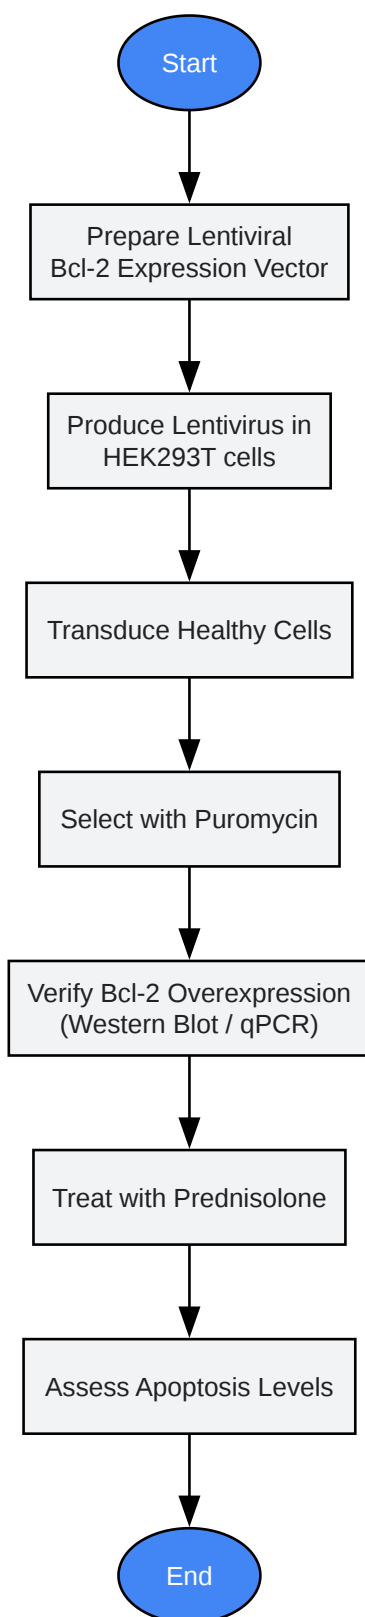 Start
Prepare Lentiviral
Bcl-2 Expression Vector
Produce Lentivirus in
HEK293T cells
Transduce Healthy Cells
Select with Puromycin
Verify Bcl-2 Overexpression
(Western Blot / qPCR)
Treat with Prednisolone
Assess Apoptosis Levels
End